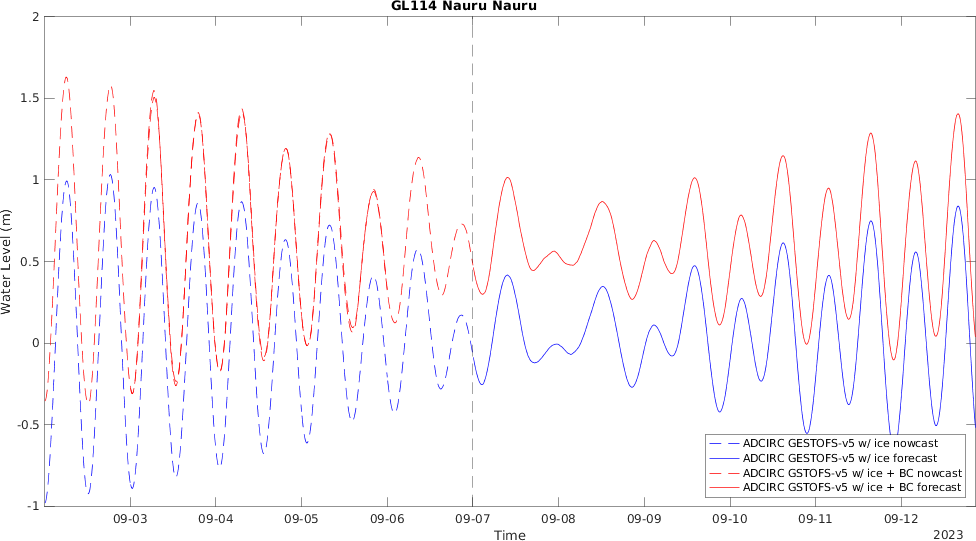 GL114 Nauru Nauru
2
1.5
1
0.5
0
-0.5
-1
Water Level (m)
ADCIRC GESTOFS-v5 w/ ice nowcast
ADCIRC GESTOFS-v5 w/ ice forecast
ADCIRC GSTOFS-v5 w/ ice + BC nowcast
ADCIRC GSTOFS-v5 w/ ice + BC forecast
09-03 09-04 09-05 09-06 09-07 09-08 09-09 09-10 09-11 09-12
Time
2023